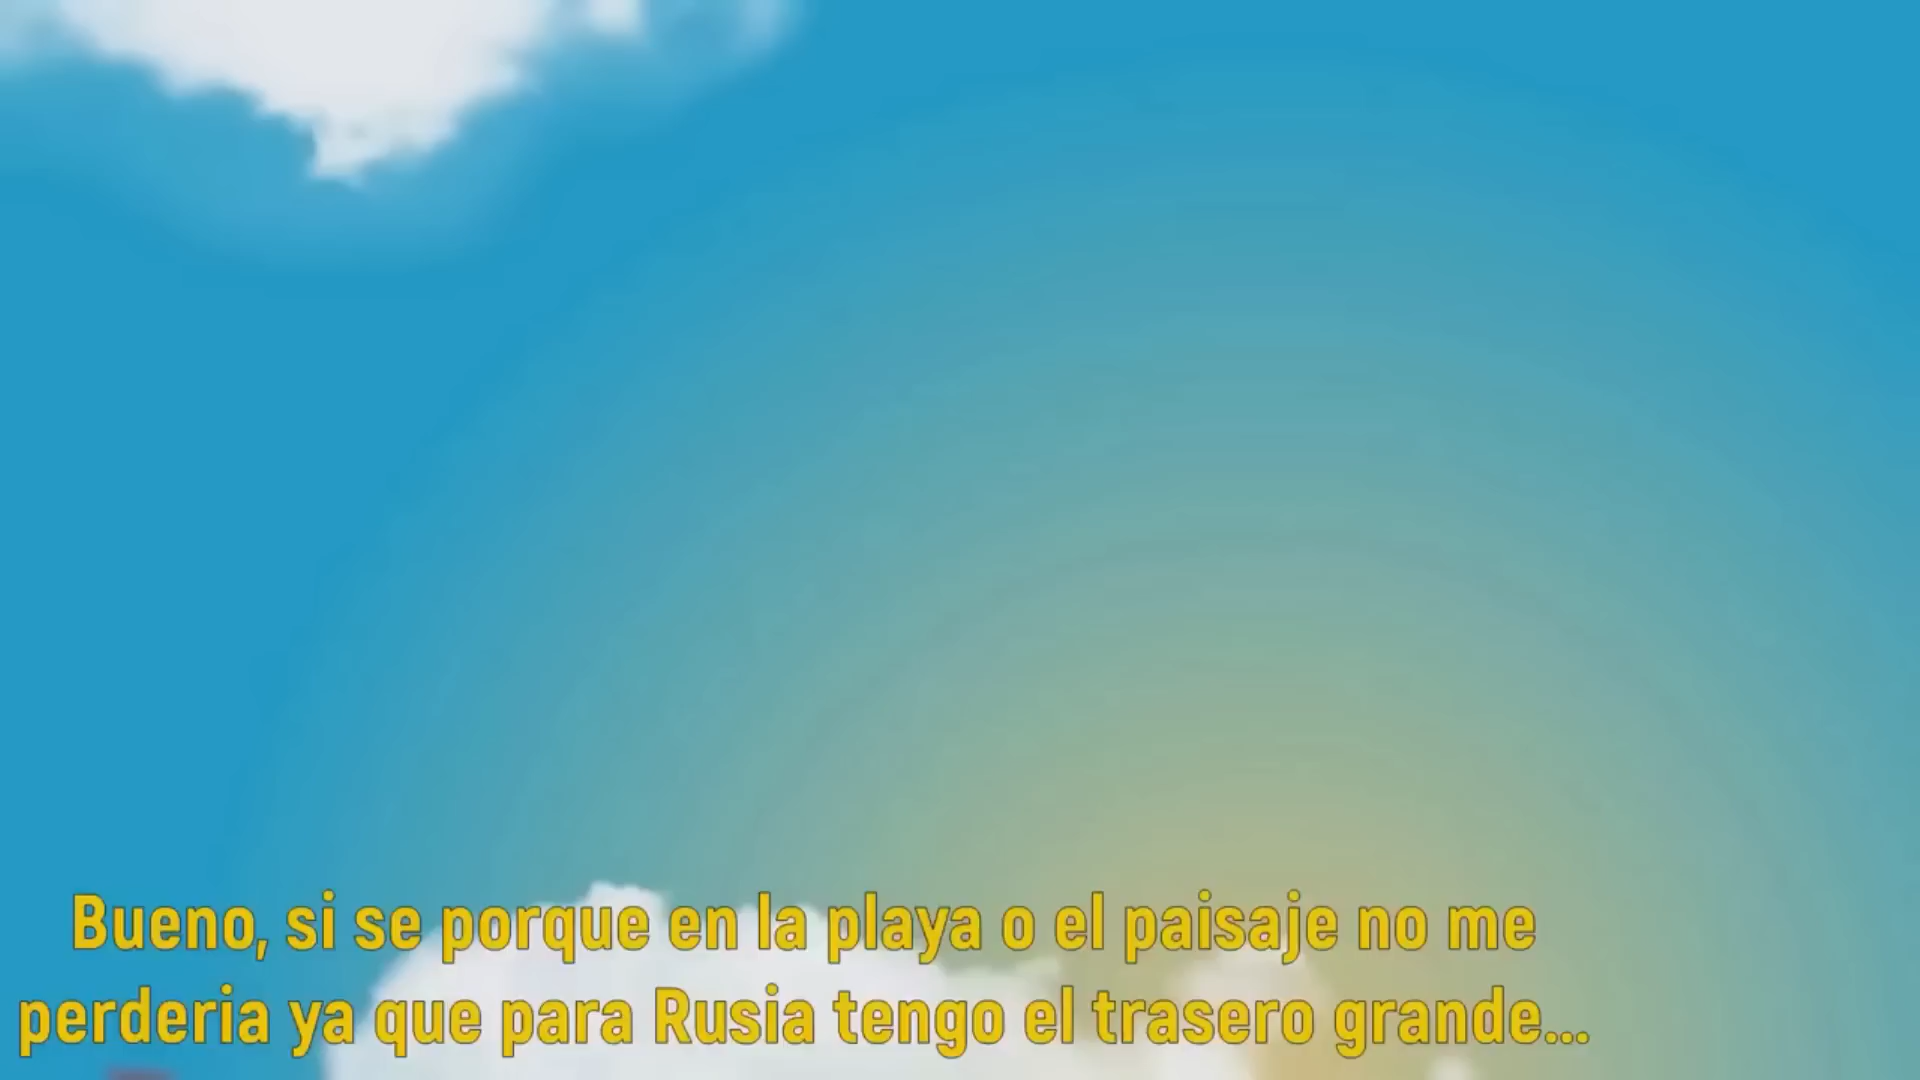 Bueno, si se porque en la playa o el paisaje no me
perderia ya que para Rusia tengo el trasero grande...